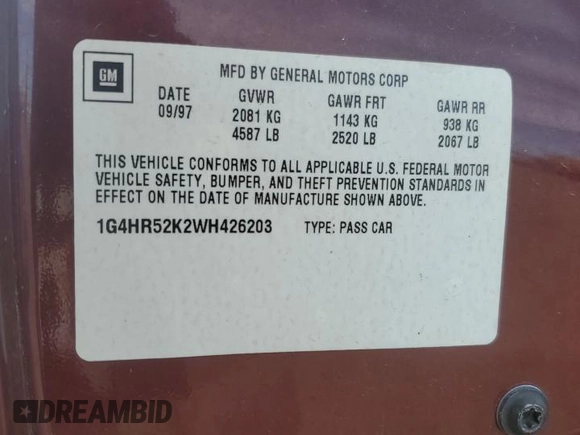 GM
MFD BY GENERAL MOTORS CORP
DATE GVWR GAWR FRT GAWR RR
09/97 2081 KG 1143 KG 938 KG
4587 LB 2520 LB 2067 LB
THIS VEHICLE CONFORMS TO ALL APPLICABLE U.S. FEDERAL MOTOR
VEHICLE SAFETY, BUMPER, AND THEFT PREVENTION STANDARDS IN
EFFECT ON THE DATE OF MANUFACTURE SHOWN ABOVE.
1G4HR52K2WH426203 TYPE: PASS CAR
DREAMBID